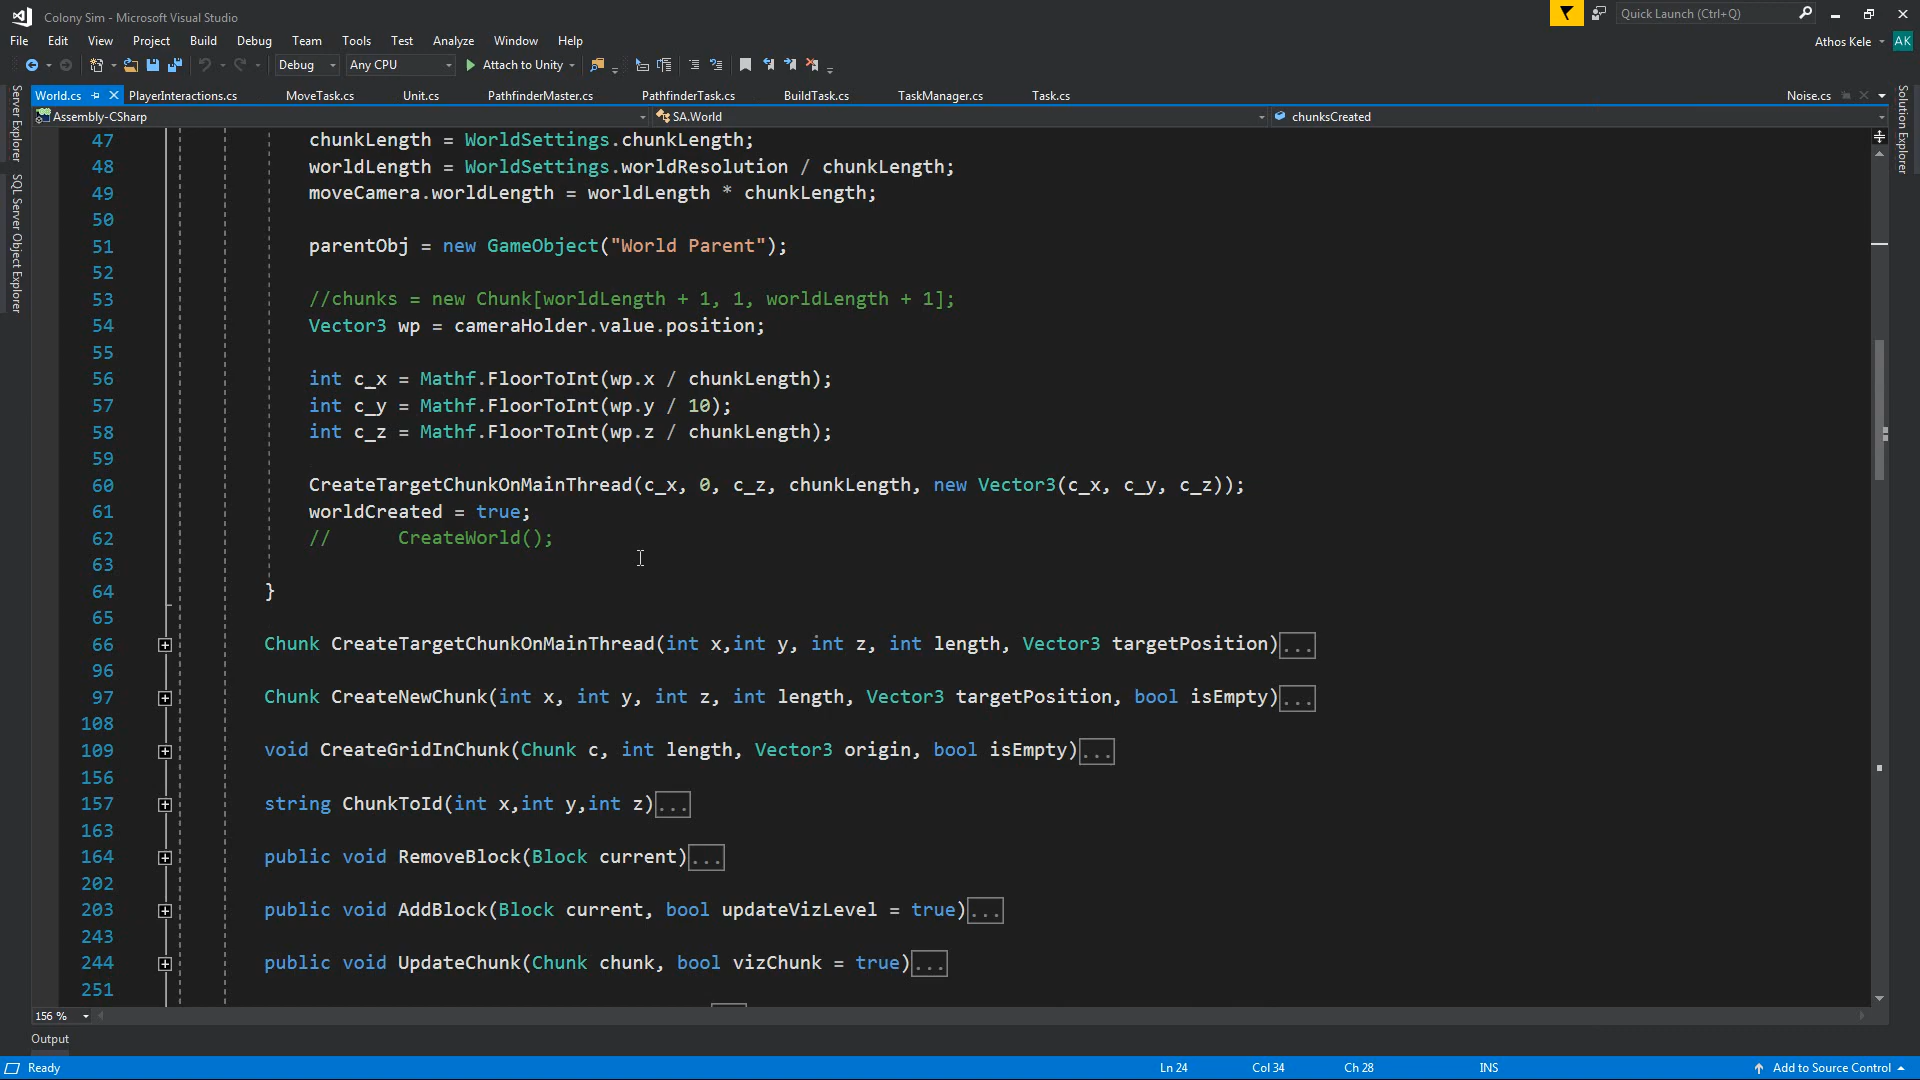 Colony Sim - Microsoft Visual Studio
Quick Launch (Ctrl+Q)
File Edit View Project Build Debug Team Tools Test Analyze Window Help
Athos Kele AK
Debug Any CPU Attach to Unity
World.cs PlayerInteractions.cs MoveTask.cs Unit.cs PathfinderMaster.cs PathfinderTask.cs BuildTask.cs TaskManager.cs Task.cs Noise.cs
Assembly-CSharp SA.World chunksCreated
Server Explorer
SQL Server Object Explorer
Solution Explorer
47 chunkLength = WorldSettings.chunkLength;
48 worldLength = WorldSettings.worldResolution / chunkLength;
49 moveCamera.worldLength = worldLength * chunkLength;
50
51 parentObj = new GameObject("World Parent");
52
53 //chunks = new Chunk[worldLength + 1, 1, worldLength + 1];
54 Vector3 wp = cameraHolder.value.position;
55
56 int c_x = Mathf.FloorToInt(wp.x / chunkLength);
57 int c_y = Mathf.FloorToInt(wp.y / 10);
58 int c_z = Mathf.FloorToInt(wp.z / chunkLength);
59
60 CreateTargetChunkOnMainThread(c_x, 0, c_z, chunkLength, new Vector3(c_x, c_y, c_z));
61 worldCreated = true;
62 // CreateWorld();
63
64 }
65
66 Chunk CreateTargetChunkOnMainThread(int x,int y, int z, int length, Vector3 targetPosition)...
96
97 Chunk CreateNewChunk(int x, int y, int z, int length, Vector3 targetPosition, bool isEmpty)...
108
109 void CreateGridInChunk(Chunk c, int length, Vector3 origin, bool isEmpty)...
156
157 string ChunkToId(int x,int y,int z)...
163
164 public void RemoveBlock(Block current)...
202
203 public void AddBlock(Block current, bool updateVizLevel = true)...
243
244 public void UpdateChunk(Chunk chunk, bool vizChunk = true)...
251
156 %
Output
Ready Ln 24 Col 34 Ch 28 INS Add to Source Control